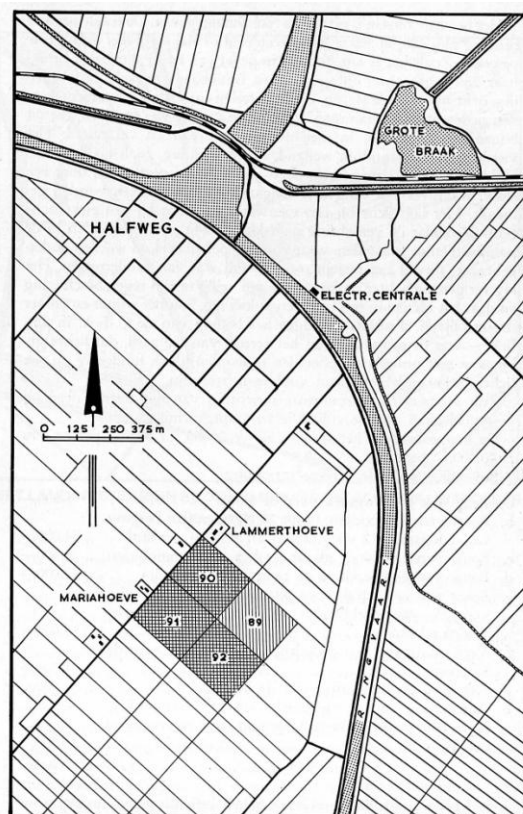 GROTE
BRAAK
HALFWEG
ELECTR. CENTRALE
0 125 250 375 m
LAMMERTHOEVE
90
MARIAHOEVE
91
89
92
RINGVAART